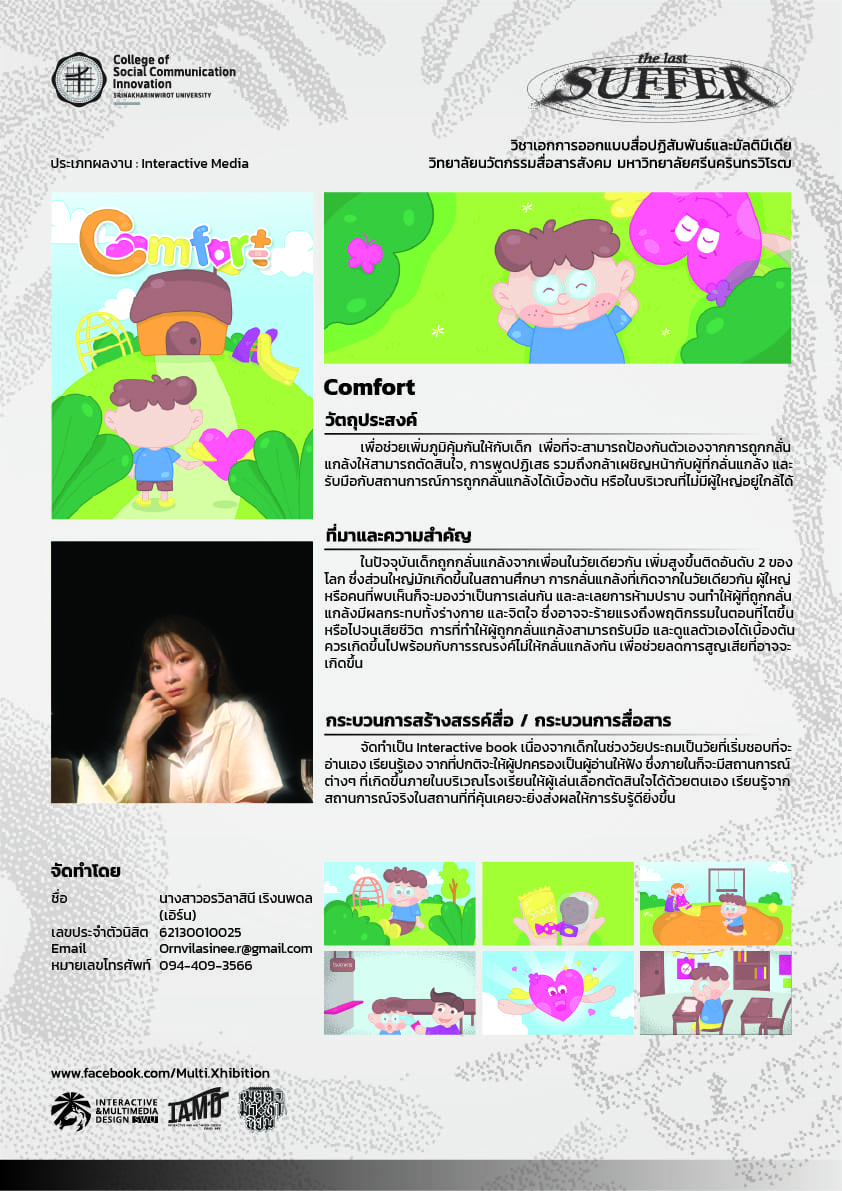 College of
Social Communication
Innovation
SRINAKHARINWIROT UNIVERSITY
the last
SUFFER
วิชาเอกการออกแบบสื่อปฏิสัมพันธ์และมัลติมีเดีย
ประเภทผลงาน : Interactive Media
วิทยาลัยนวัตกรรมสื่อสารสังคม มหาวิทยาลัยศรีนครินทรวิโรฒ
Comfort
Comfort
วัตถุประสงค์
เพื่อช่วยเพิ่มภูมิคุ้มกันให้กับเด็ก เพื่อที่จะสามารถป้องกันตัวเองจากการถูกกลั่น
แกล้งให้สามารถตัดสินใจ, การพูดปฏิเสธ รวมถึงกล้าเผชิญหน้ากับผู้ที่กลั่นแกล้ง และ
รับมือกับสถานการณ์การถูกกลั่นแกล้งได้เบื้องต้น หรือในบริเวณที่ไม่มีผู้ใหญ่อยู่ใกล้ได้
ที่มาและความสำคัญ
ในปัจจุบันเด็กถูกกลั่นแกล้งจากเพื่อนในวัยเดียวกัน เพิ่มสูงขึ้นติดอันดับ 2 ของ
โลก ซึ่งส่วนใหญ่มักเกิดขึ้นในสถานศึกษา การกลั่นแกล้งที่เกิดจากในวัยเดียวกัน ผู้ใหญ่
หรือคนที่พบเห็นก็จะมองว่าเป็นการเล่นกัน และละเลยการห้ามปราบ จนทำให้ผู้ที่ถูกกลั่น
แกล้งมีผลกระทบทั้งร่างกาย และจิตใจ ซึ่งอาจจะร้ายแรงถึงพฤติกรรมในตอนที่โตขึ้น
หรือไปจนเสียชีวิต การที่ทำให้ผู้ถูกกลั่นแกล้งสามารถรับมือ และดูแลตัวเองได้เบื้องต้น
ควรเกิดขึ้นไปพร้อมกับการรณรงค์ไม่ให้กลั่นแกล้งกัน เพื่อช่วยลดการสูญเสียที่อาจจะ
เกิดขึ้น
กระบวนการสร้างสรรค์สื่อ / กระบวนการสื่อสาร
จัดทำเป็น Interactive book เนื่องจากเด็กในช่วงวัยประถมเป็นวัยที่เริ่มชอบที่จะ
อ่านเอง เรียนรู้เอง จากที่ปกติจะให้ผู้ปกครองเป็นผู้อ่านให้ฟัง ซึ่งภายในก็จะมีสถานการณ์
ต่างๆ ที่เกิดขึ้นภายในบริเวณโรงเรียนให้ผู้เล่นเลือกตัดสินใจได้ด้วยตนเอง เรียนรู้จาก
สถานการณ์จริงในสถานที่ที่คุ้นเคยจะยิ่งส่งผลให้การรับรู้ดียิ่งขึ้น
จัดทำโดย
ชื่อ นางสาวอรวิลาสินี เริงนพดล
(เอิร์น)
เลขประจำตัวนิสิต 62130010025
Email Ornvilasinee.r@gmail.com
หมายเลขโทรศัพท์ 094-409-3566
www.facebook.com/Multi.Xhibition
INTERACTIVE
&MULTIMEDIA
DESIGN SWU
IAMD